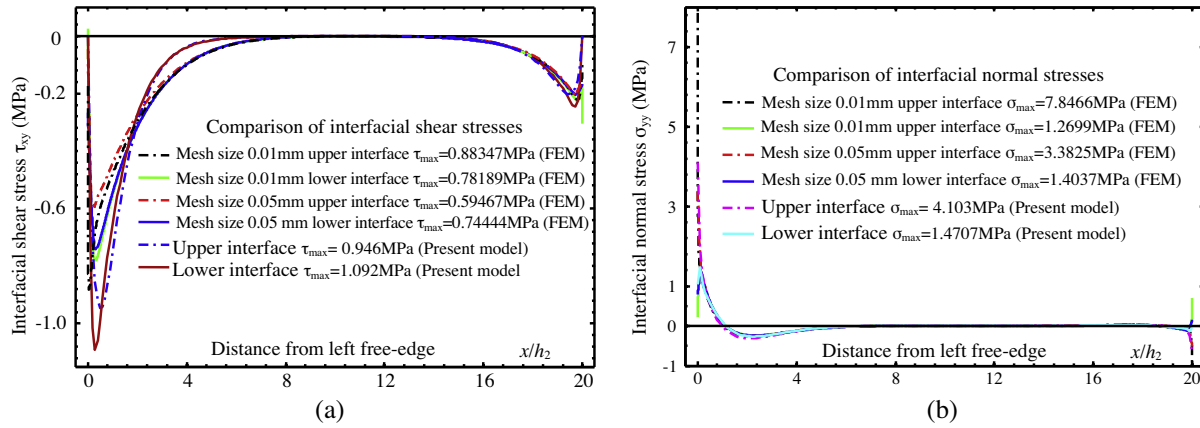 Interfacial shear stress τxy (MPa)
0
-0.2
-0.6
-1.0
Comparison of interfacial shear stresses
Mesh size 0.01mm upper interface τmax=0.88347MPa (FEM)
Mesh size 0.01mm lower interface τmax=0.78189MPa (FEM)
Mesh size 0.05mm upper interface τmax=0.59467MPa (FEM)
Mesh size 0.05 mm lower interface τmax=0.74444MPa (FEM)
Upper interface τmax= 0.946MPa (Present model)
Lower interface τmax=1.092MPa (Present model
Distance from left free-edge x/h2
0 4 8 12 16 20
(a)
Interfacial normal stress σyy (MPa)
7
5
3
1
0
-1
Comparison of interfacial normal stresses
Mesh size 0.01mm upper interface σmax=7.8466MPa (FEM)
Mesh size 0.01mm upper interface σmax=1.2699MPa (FEM)
Mesh size 0.05mm upper interface σmax=3.3825MPa (FEM)
Mesh size 0.05 mm lower interface σmax=1.4037MPa (FEM)
Upper interface σmax= 4.103MPa (Present model)
Lower interface σmax=1.4707MPa (Present model)
Distance from left free-edge x/h2
0 4 8 12 16 20
(b)